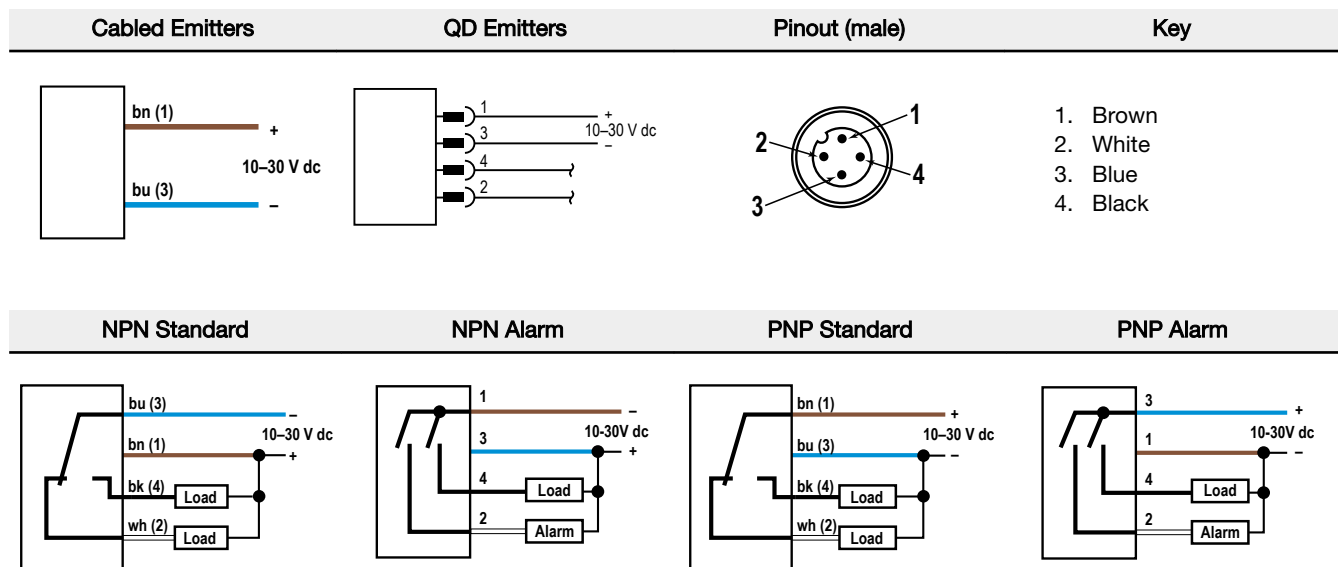 Cabled Emitters QD Emitters Pinout (male) Key
bn (1)
+
10–30 V dc
bu (3)
–
1
+
10–30 V dc
3
–
4
2
1
2
4
3
1. Brown
2. White
3. Blue
4. Black
NPN Standard NPN Alarm PNP Standard PNP Alarm
bu (3)
–
10–30 V dc
bn (1)
+
bk (4)
Load
wh (2)
Load
1
–
10-30V dc
3
+
4
Load
2
Alarm
bn (1)
+
10–30 V dc
bu (3)
–
bk (4)
Load
wh (2)
Load
3
+
10-30V dc
1
–
4
Load
2
Alarm